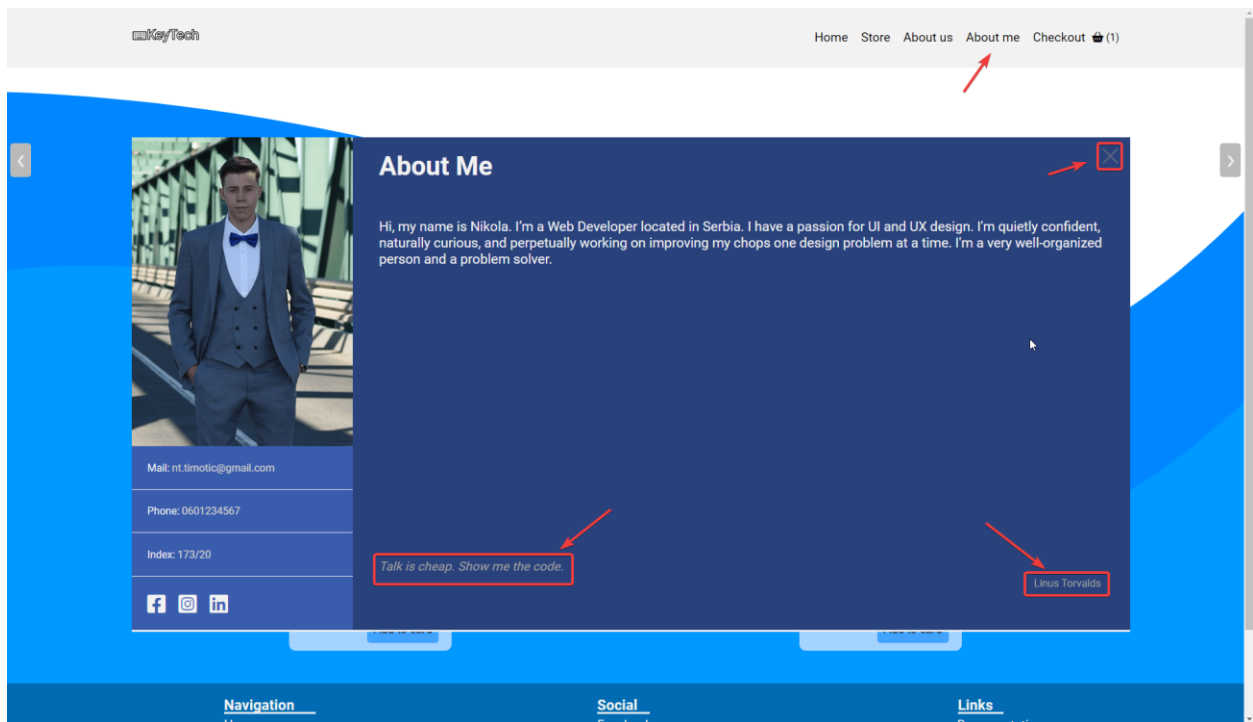 KeyTech
Home Store About us About me Checkout (1)
About Me
Hi, my name is Nikola. I'm a Web Developer located in Serbia. I have a passion for UI and UX design. I'm quietly confident,
naturally curious, and perpetually working on improving my chops one design problem at a time. I'm a very well-organized
person and a problem solver.
Mail: nt.timotic@gmail.com
Phone: 0601234567
Index: 173/20
Talk is cheap. Show me the code.
Linus Torvalds
Navigation Social Links